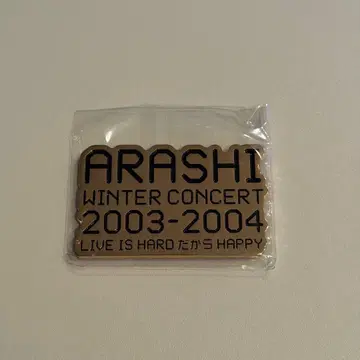 ARASHI
WINTER CONCERT
2003-2004
LIVE IS HARD だから HAPPY